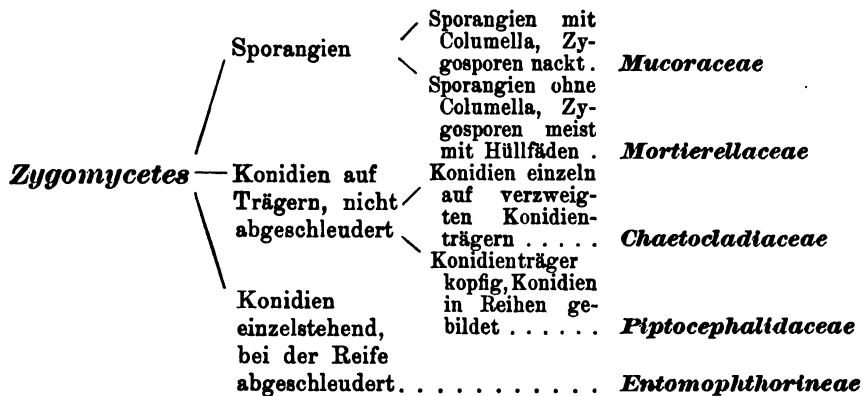 Zygomycetes
Sporangien
Sporangien mit
Columella, Zy-
gosporen nackt . Mucoraceae
Sporangien ohne
Columella, Zy-
gosporen meist
mit Hüllfäden . Mortierellaceae
Konidien auf
Trägern, nicht
abgeschleudert
Konidien einzeln
auf verzweig-
ten Konidien-
trägern . . . . . Chaetocladiaceae
Konidienträger
kopfig, Konidien
in Reihen ge-
bildet . . . . . . Piptocephalidaceae
Konidien
einzelstehend,
bei der Reife
abgeschleudert . . . . . . . . . . . . Entomophthorineae